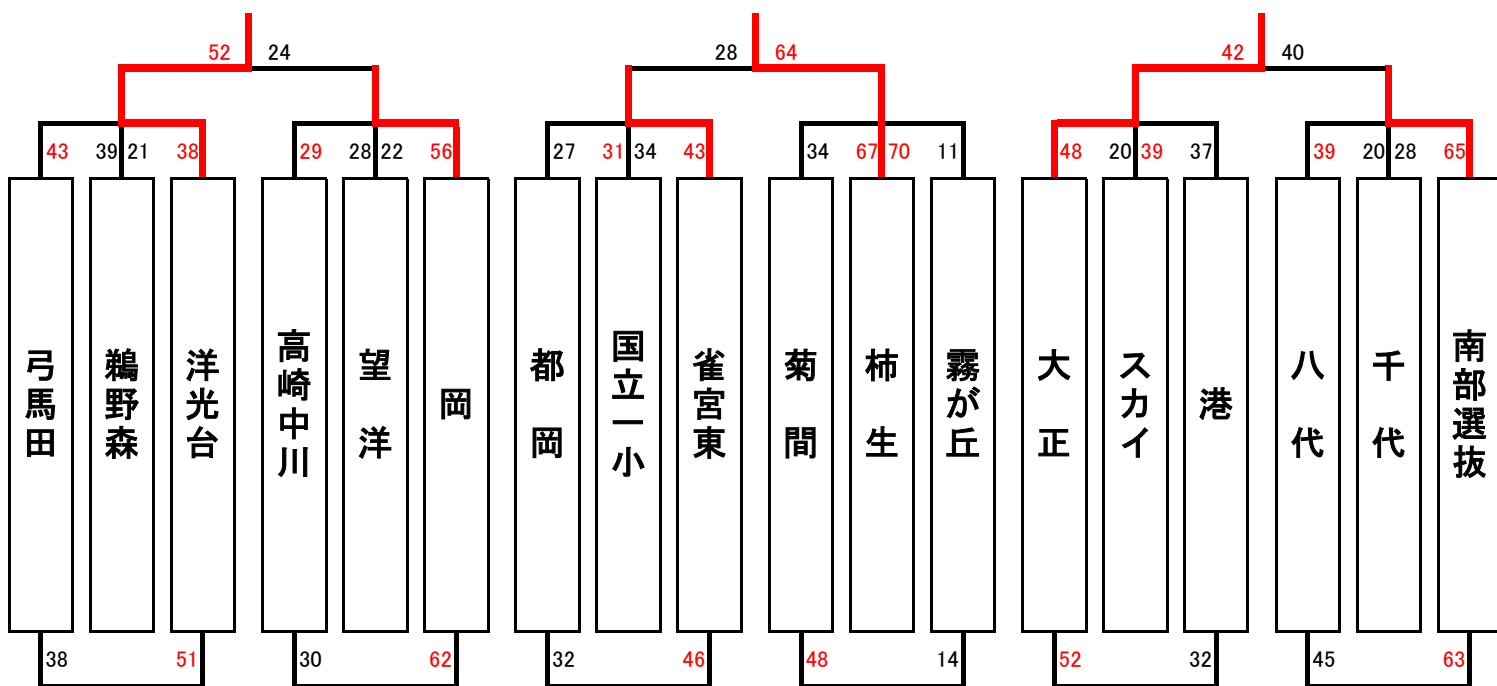 52 24 28 64 42 40
43 39 21 38 29 28 22 56 27 31 34 43 34 67 70 11 48 20 39 37 39 20 28 65
弓馬田
鵜野森
洋光台
高崎中川
望洋
岡
都岡
国立一小
雀宮東
菊間
柿生
霧が丘
大正
スカイ
港
八代
千代
南部選抜
38 51 30 62 32 46 48 14 52 32 45 63